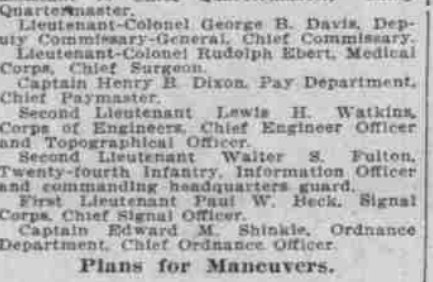 Quartermaster.
Lieutenant-Colonel George B. Davis, Dep-
uty Commissary-General, Chief Commissary.
Lieutenant-Colonel Rudolph Ebert, Medical
Corps, Chief Surgeon.
Captain Henry B. Dixon, Pay Department,
Chief Paymaster.
Second Lieutenant Lewis H. Watkins,
Corps of Engineers, Chief Engineer Officer
and Topographical Officer.
Second Lieutenant Walter S. Fulton,
Twenty-fourth Infantry, Information Officer
and commanding headquarters guard.
First Lieutenant Paul W. Beck, Signal
Corps, Chief Signal Officer.
Captain Edward M. Shinkle, Ordnance
Department, Chief Ordnance Officer.
Plans for Maneuvers.